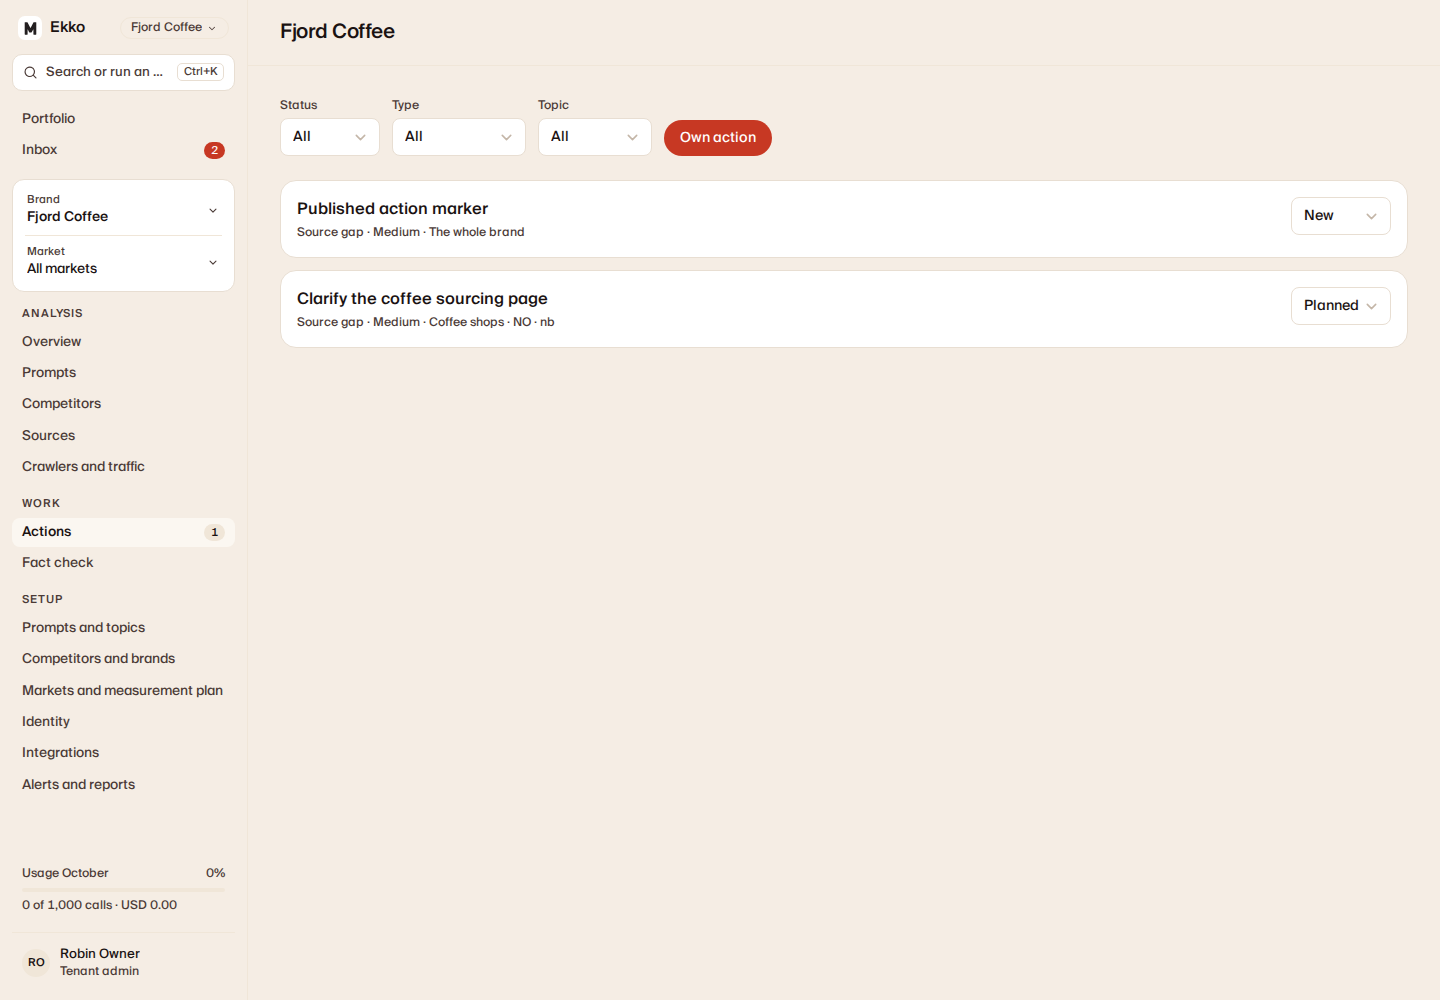 M Ekko
Fjord Coffee
Search or run an ...
Ctrl+K
Portfolio
Inbox
2
Brand
Fjord Coffee
Market
All markets
ANALYSIS
Overview
Prompts
Competitors
Sources
Crawlers and traffic
WORK
Actions
1
Fact check
SETUP
Prompts and topics
Competitors and brands
Markets and measurement plan
Identity
Integrations
Alerts and reports
Usage October
0%
0 of 1,000 calls · USD 0.00
RO
Robin Owner
Tenant admin
Fjord Coffee
Status
Type
Topic
All
All
All
Own action
Published action marker
Source gap · Medium · The whole brand
New
Clarify the coffee sourcing page
Source gap · Medium · Coffee shops · NO · nb
Planned